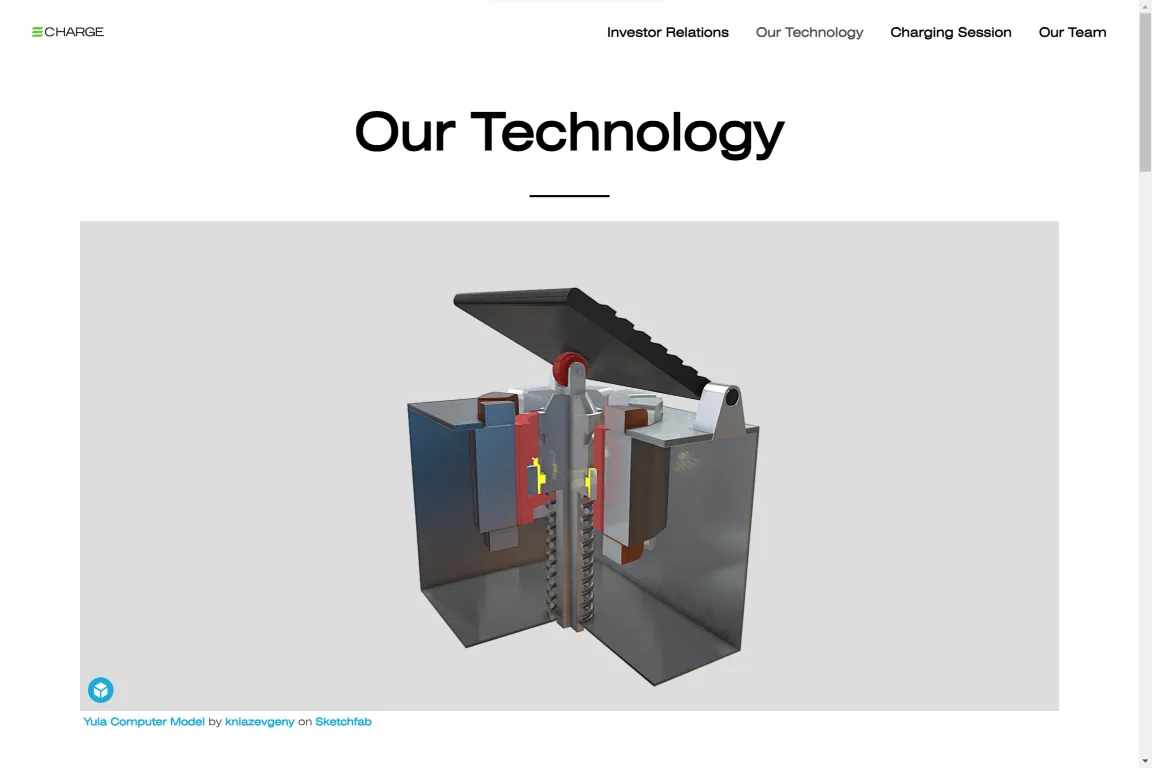 CHARGE
Investor Relations Our Technology Charging Session Our Team
Our Technology
Yula Computer Model by kniazevgeny on Sketchfab